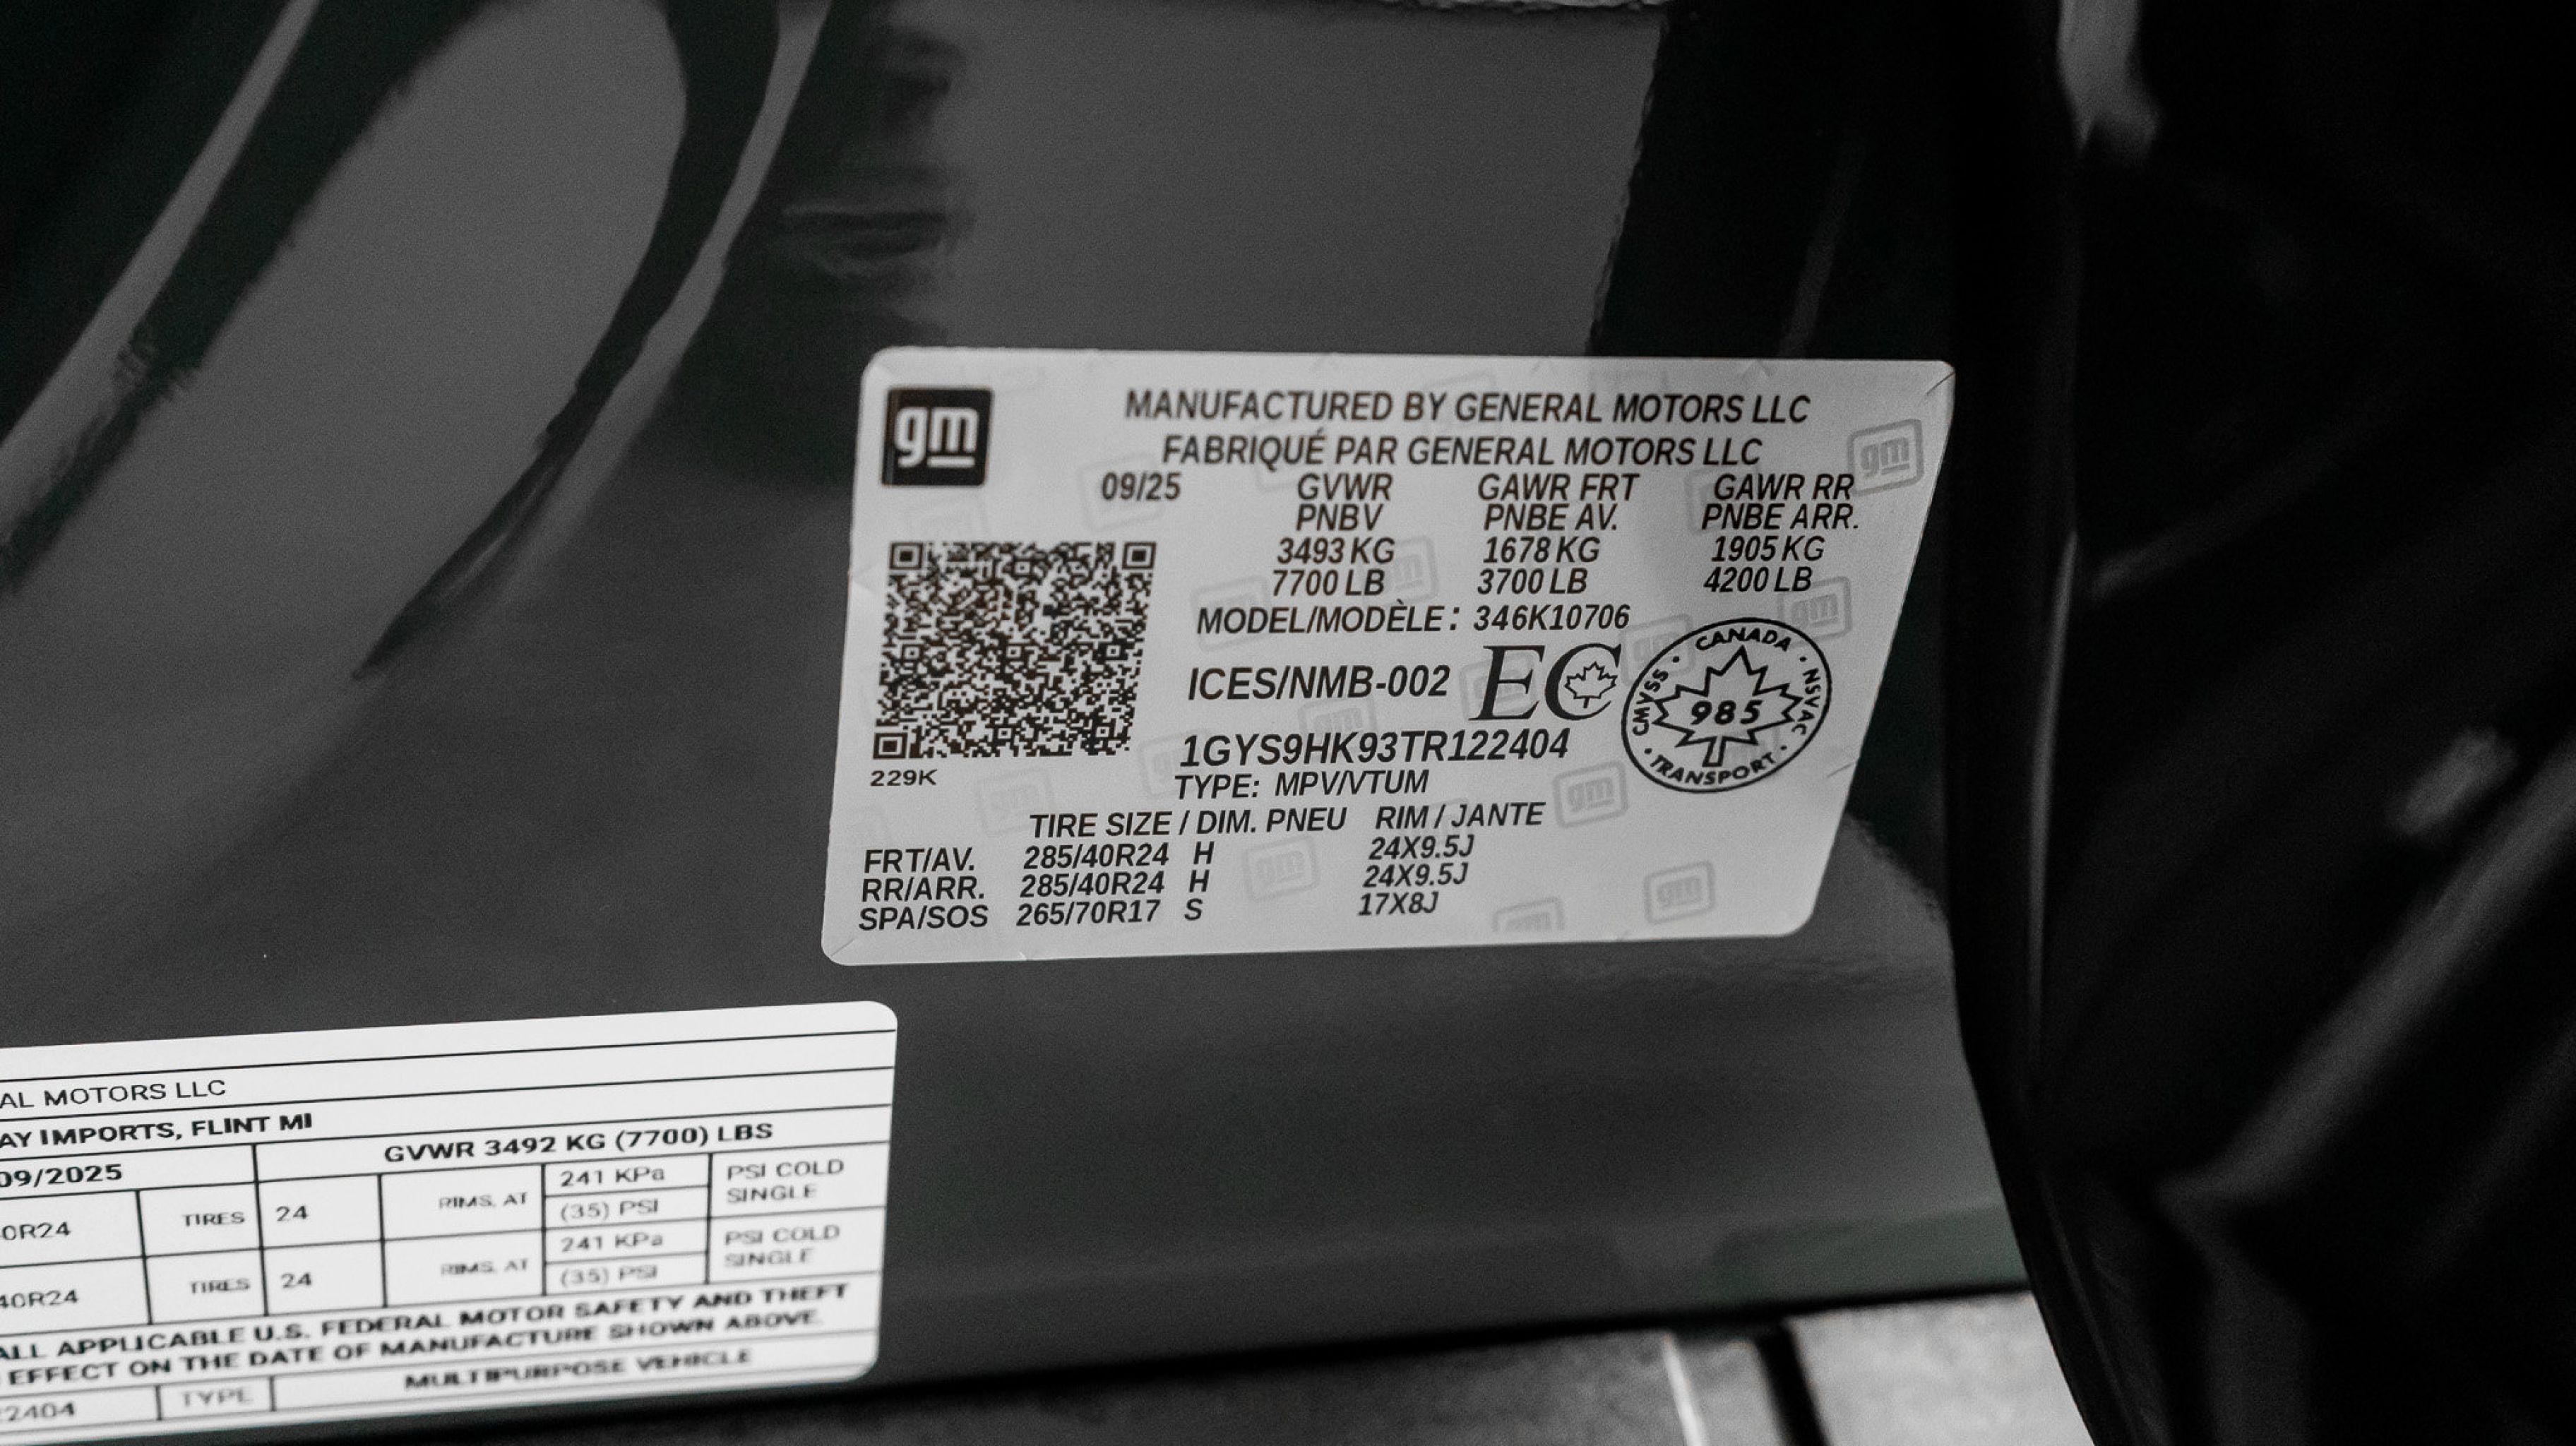 gm
MANUFACTURED BY GENERAL MOTORS LLC
FABRIQUÉ PAR GENERAL MOTORS LLC
09/25 GVWR GAWR FRT GAWR RR
PNBV PNBE AV. PNBE ARR.
3493 KG 1678 KG 1905 KG
7700 LB 3700 LB 4200 LB
MODEL/MODÈLE: 346K10706
ICES/NMB-002 EC
CANADA · NSVAC · TRANSPORT · CMVSS ·
985
1GYS9HK93TR122404
229K
TYPE: MPV/VTUM
TIRE SIZE / DIM. PNEU RIM / JANTE
FRT/AV. 285/40R24 H 24X9.5J
RR/ARR. 285/40R24 H 24X9.5J
SPA/SOS 265/70R17 S 17X8J
AL MOTORS LLC
AY IMPORTS, FLINT MI
09/2025 GVWR 3492 KG (7700) LBS
0R24 TIRES 24 RIMS, AT 241 KPa PSI COLD
(35) PSI SINGLE
40R24 TIRES 24 RIMS, AT 241 KPa PSI COLD
(35) PSI SINGLE
ALL APPLICABLE U.S. FEDERAL MOTOR SAFETY AND THEFT
EFFECT ON THE DATE OF MANUFACTURE SHOWN ABOVE.
22404 TYPE MULTIPURPOSE VEHICLE